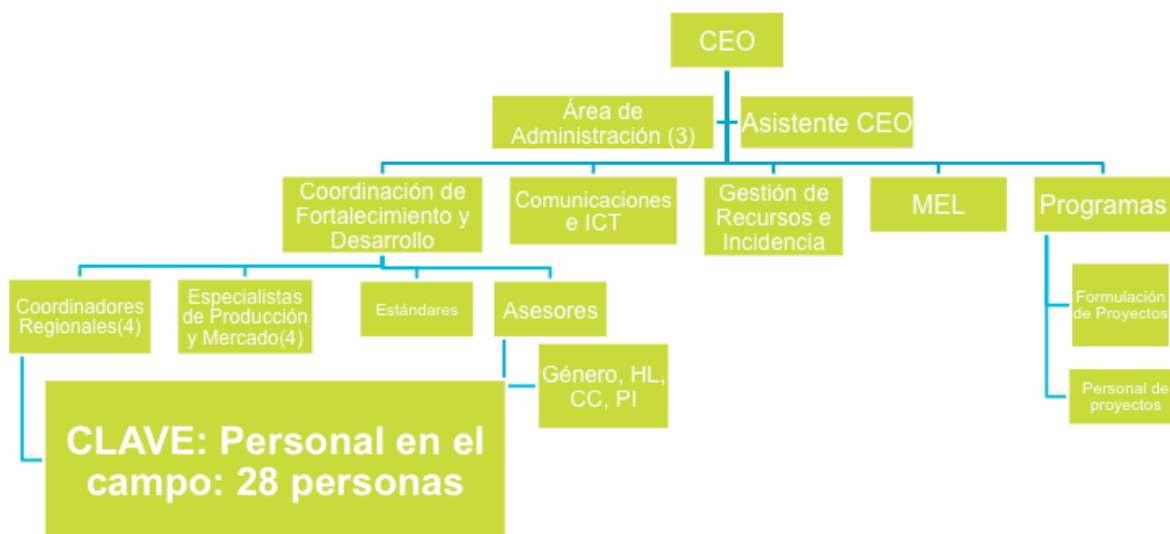 CEO
Área de
Administración (3)
Asistente CEO
Coordinación de
Fortalecimiento y
Desarrollo
Comunicaciones
e ICT
Gestión de
Recursos e
Incidencia
MEL
Programas
Coordinadores
Regionales(4)
Especialistas
de Producción
y Mercado(4)
Estándares
Asesores
Género, HL,
CC, PI
Formulación
de Proyectos
Personal de
proyectos
CLAVE: Personal en el
campo: 28 personas